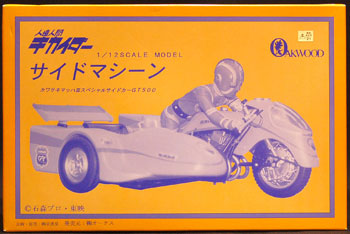 人造人間
キカイダー
1/12SCALE MODEL
OAKWOOD
サイドマシーン
カワサキマッハⅢスペシャルサイドカーGT500
©石森プロ・東映